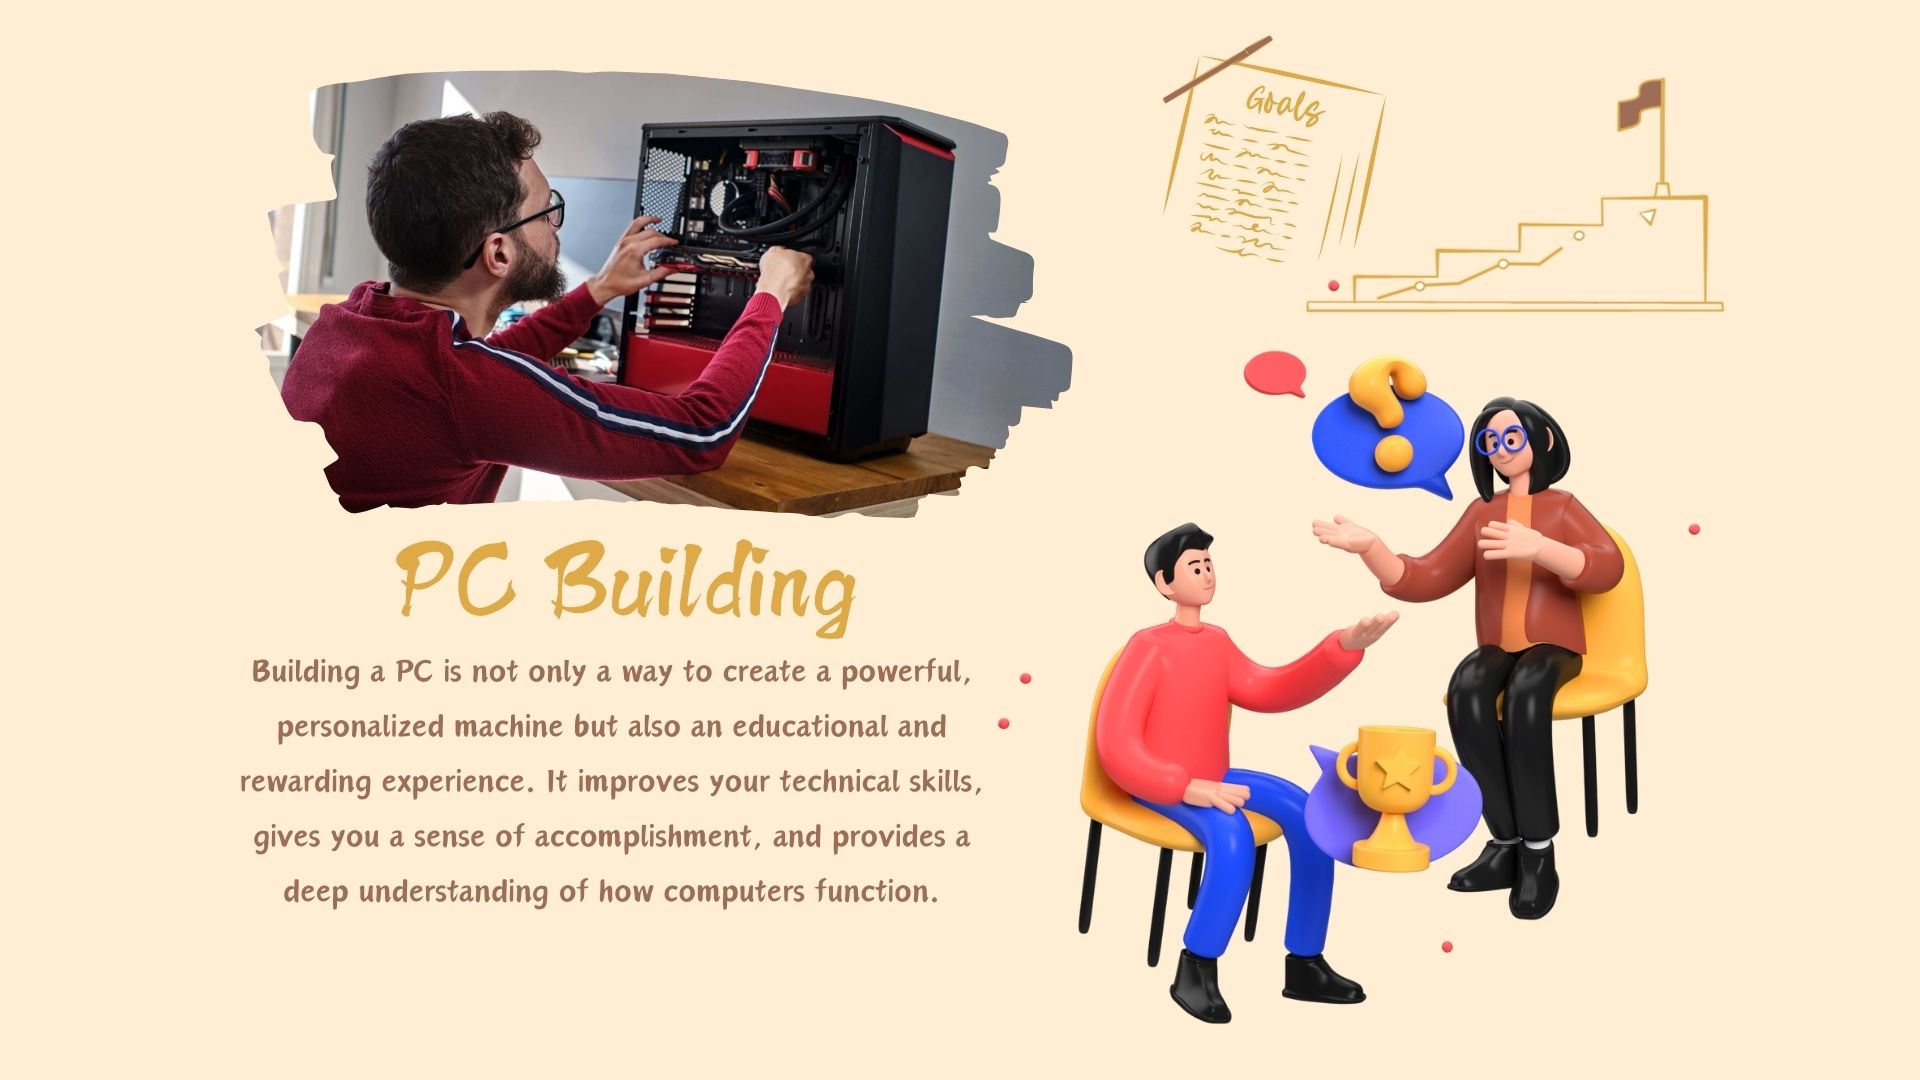 Goals
PC Building
Building a PC is not only a way to create a powerful,
personalized machine but also an educational and
rewarding experience. It improves your technical skills,
gives you a sense of accomplishment, and provides a
deep understanding of how computers function.